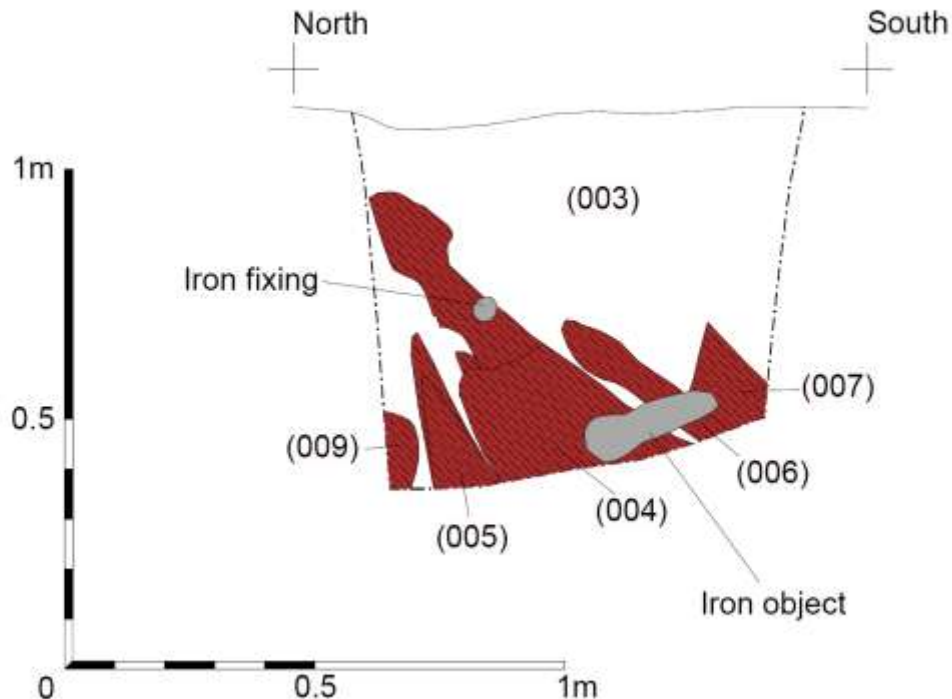 North
South
1m
(003)
Iron fixing
(007)
0.5
(009)
(006)
(004)
(005)
Iron object
0
0.5
1m